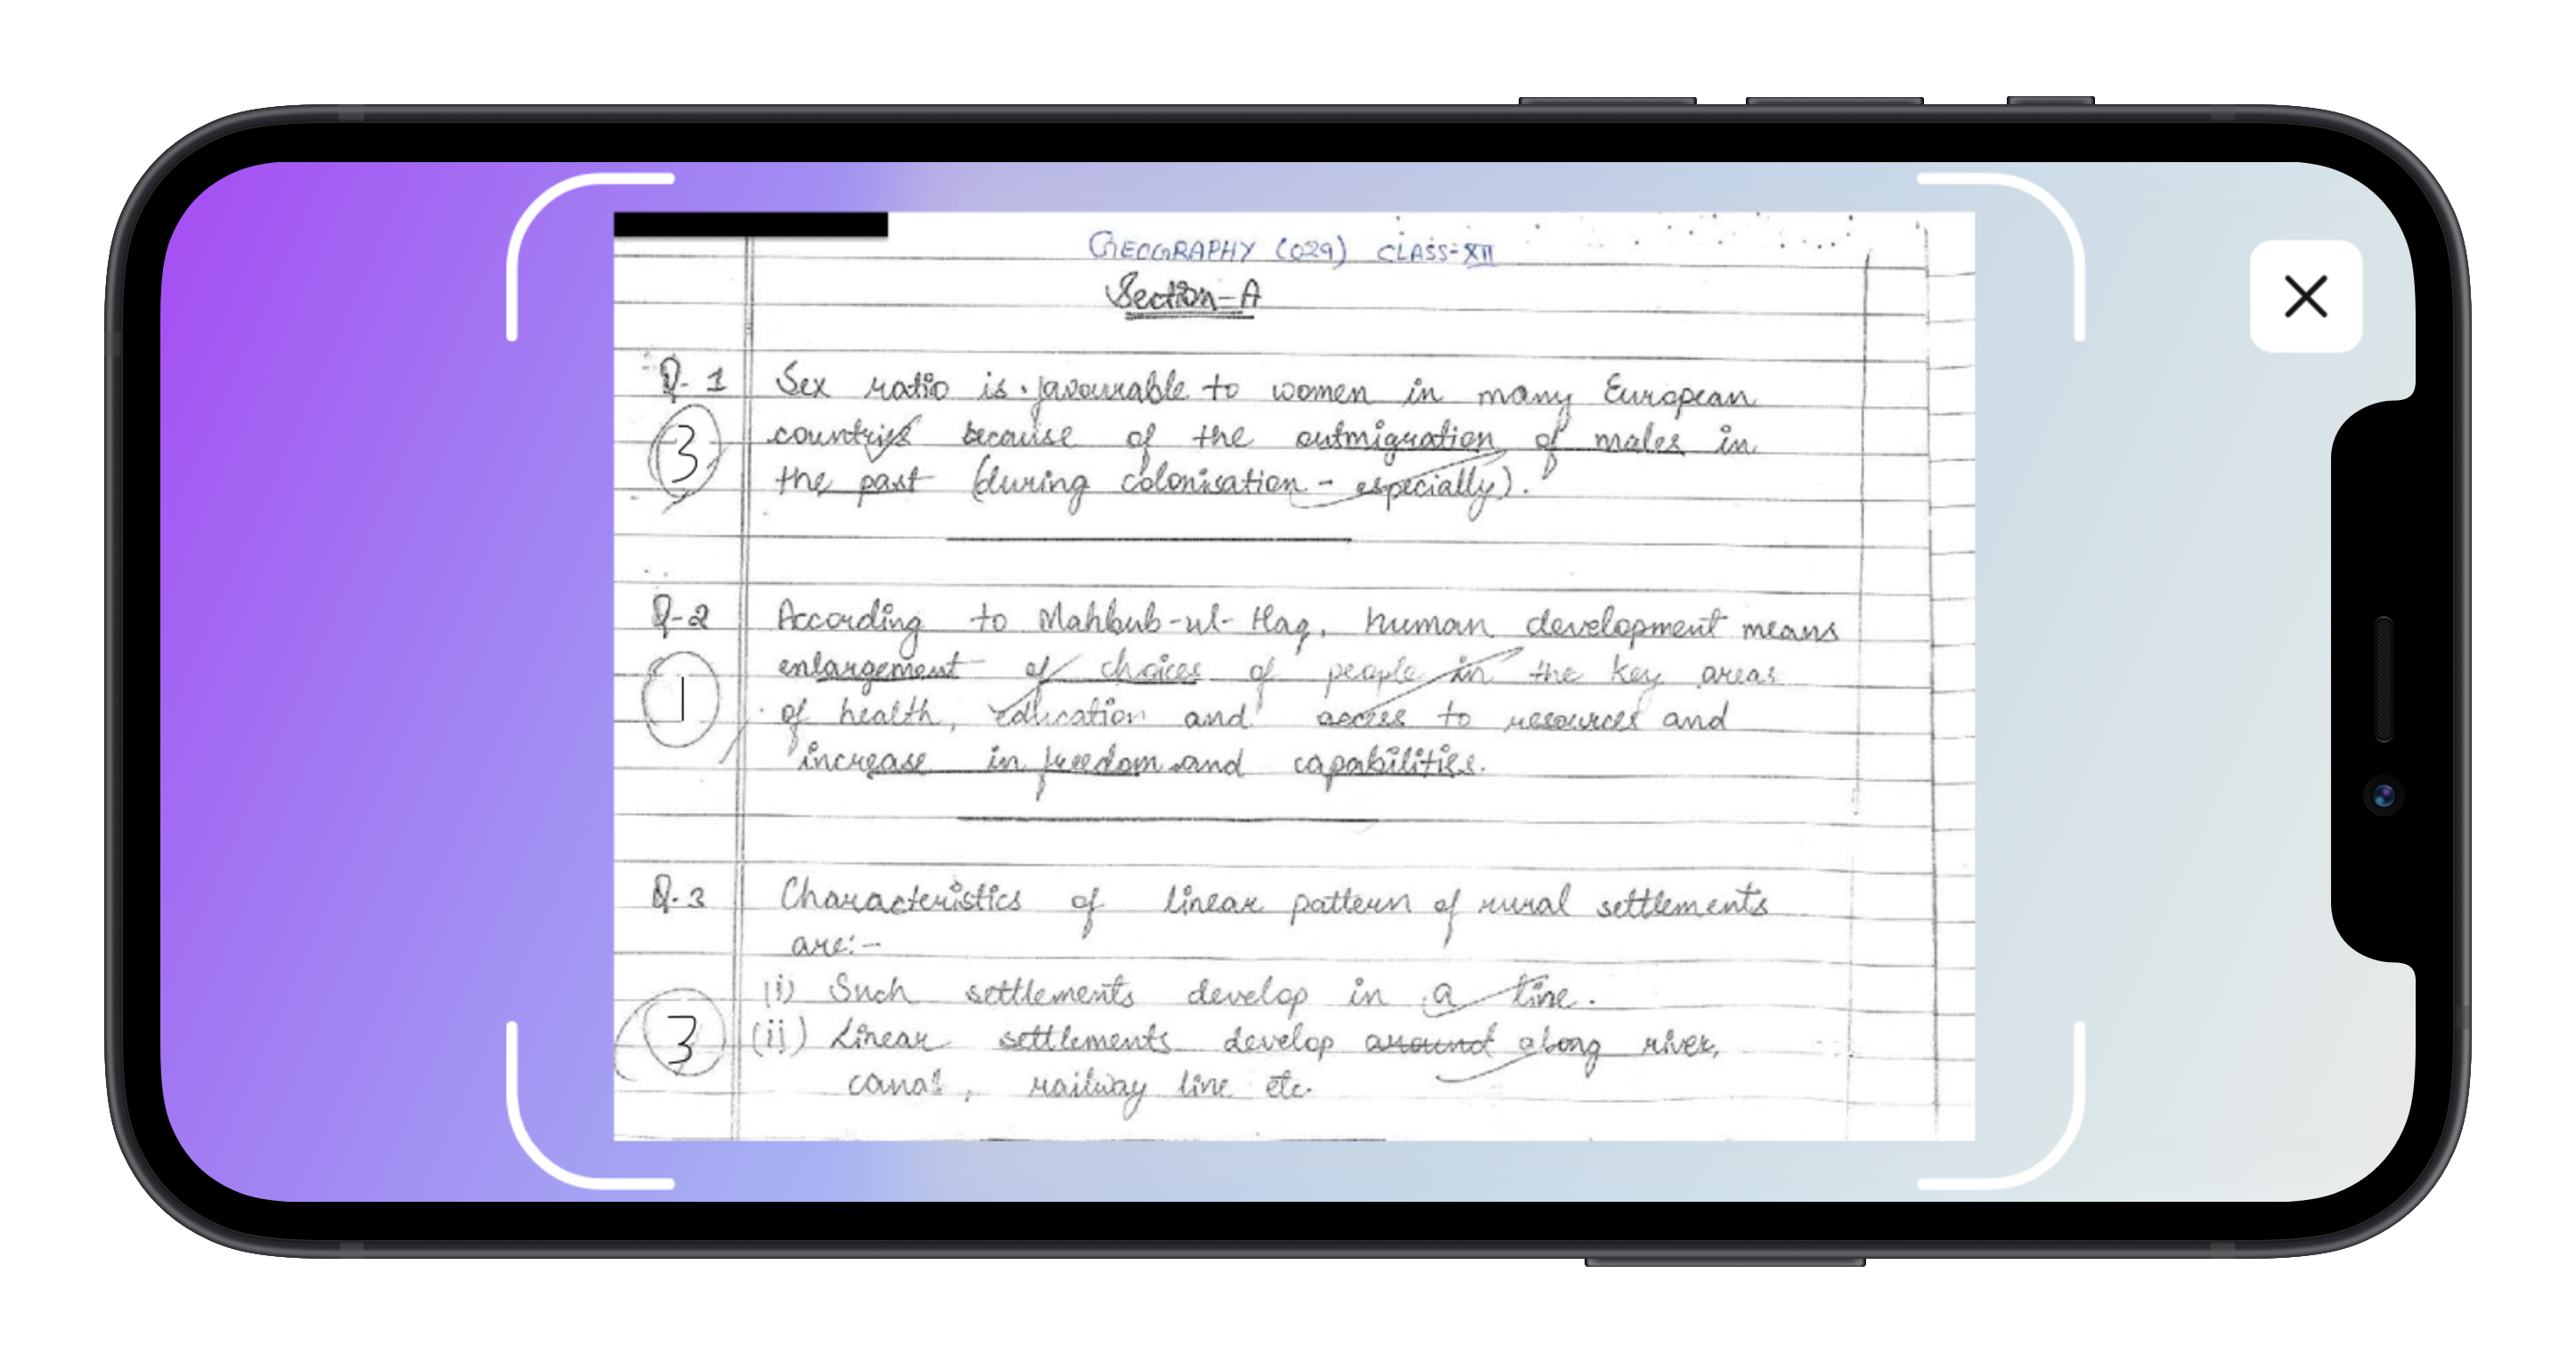 GEOGRAPHY (029) CLASS-XII
Section-A
Q-1 Sex ratio is favourable to women in many European
3 countries because of the outmigration of males in
the past (during colonisation - especially).
Q-2 According to Mahbub-ul-Haq, human development means
enlargement of choices of people in the key areas
1 of health, education and access to resources and
increase in freedom and capabilities.
Q-3 Characteristics of linear pattern of rural settlements
are:-
(i) Such settlements develop in a line.
3 (ii) Linear settlements develop around along river,
canal, railway line etc.